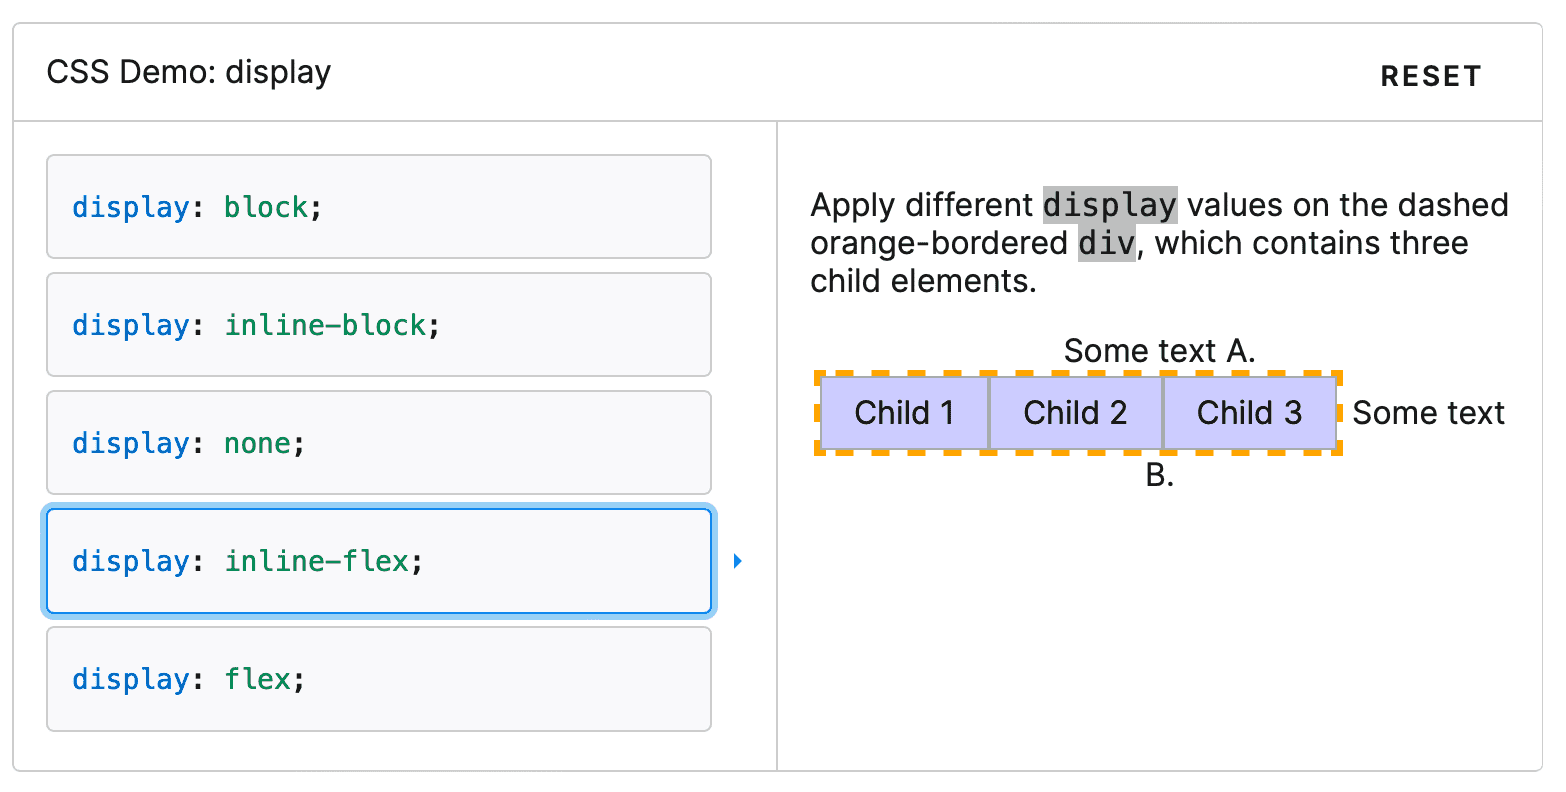 CSS Demo: display
RESET
display: block;
display: inline-block;
display: none;
display: inline-flex;
display: flex;
Apply different display values on the dashed
orange-bordered div, which contains three
child elements.
Some text A.
Child 1 Child 2 Child 3 Some text
B.